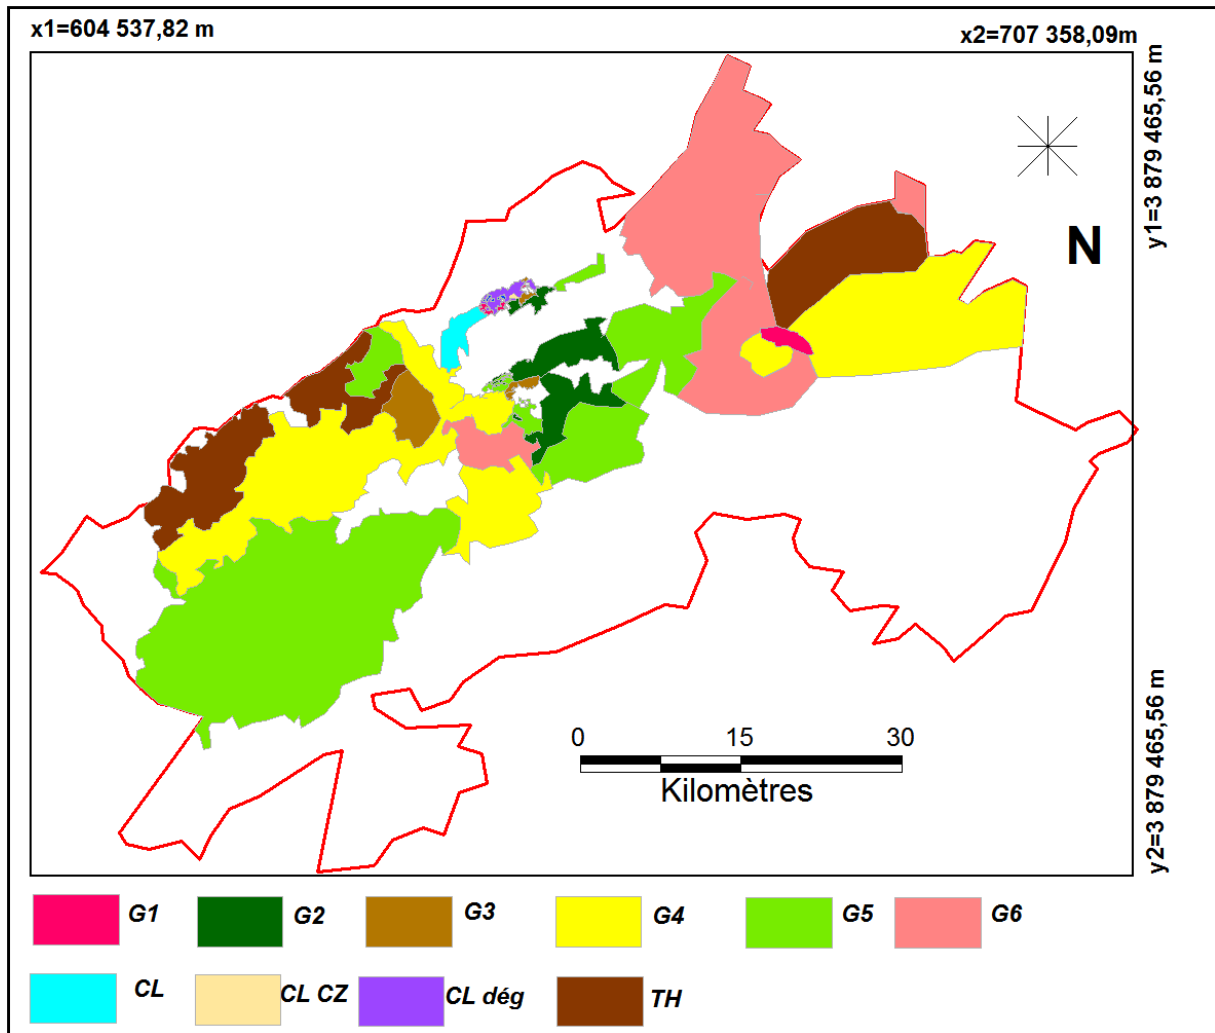 x1=604 537,82 m
x2=707 358,09m
y1=3 879 465,56 m
N
0 15 30
Kilomètres
y2=3 879 465,56 m
G1 G2 G3 G4 G5 G6
CL CL CZ CL dég TH